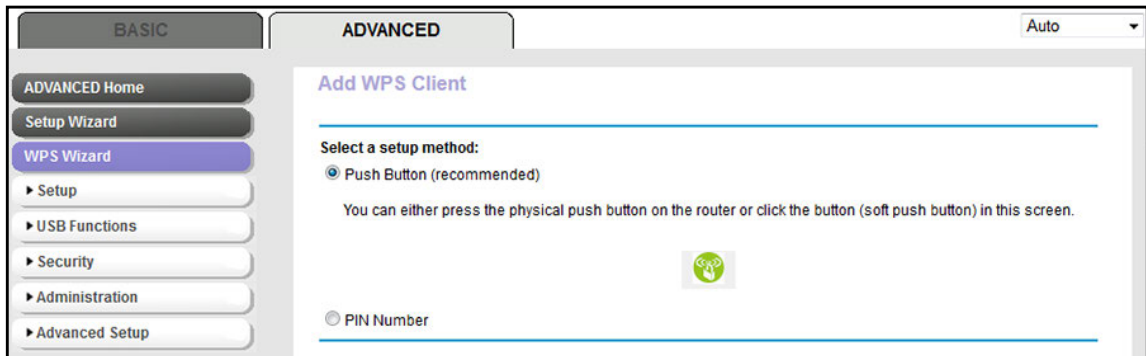 BASIC
ADVANCED
Auto
ADVANCED Home
Setup Wizard
WPS Wizard
Setup
USB Functions
Security
Administration
Advanced Setup
Add WPS Client
Select a setup method:
Push Button (recommended)
You can either press the physical push button on the router or click the button (soft push button) in this screen.
PIN Number